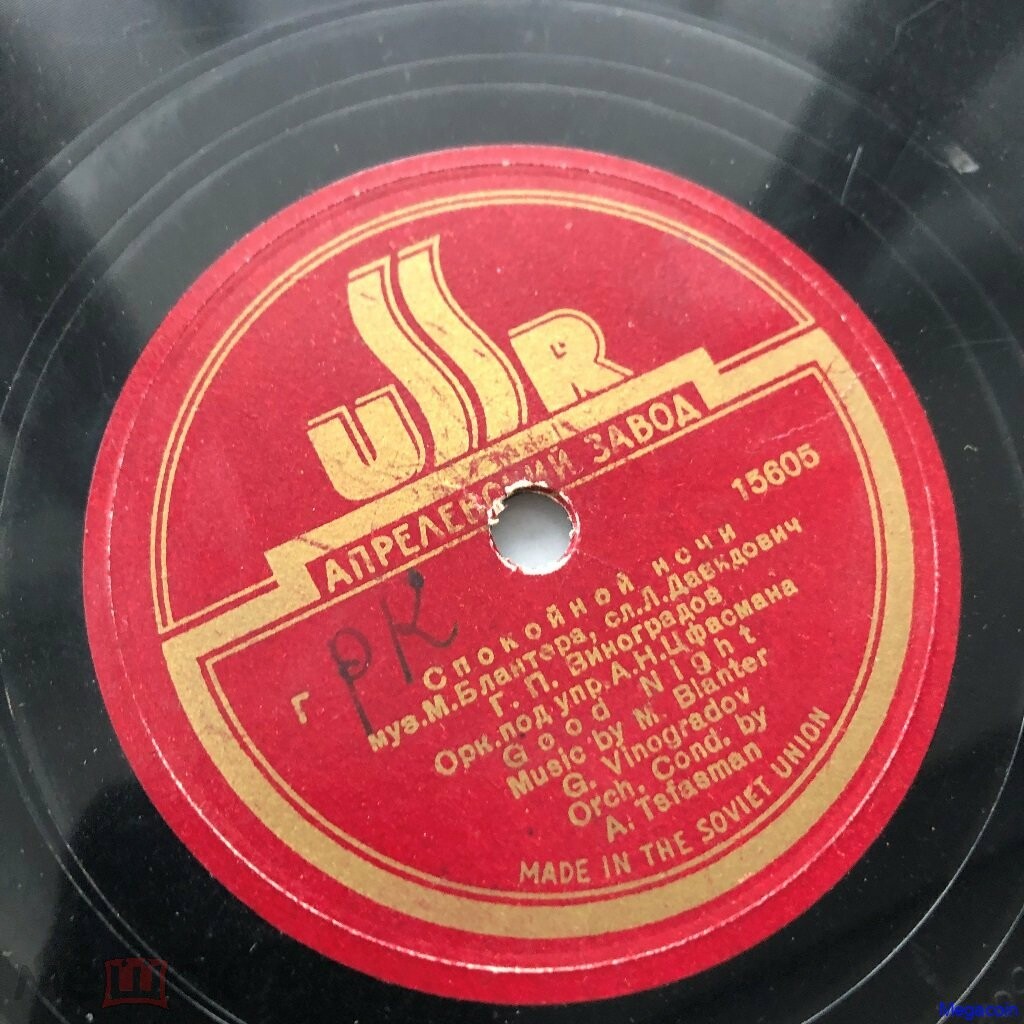 USSR
АПРЕЛЕВСКИЙ ЗАВОД
15605
Г
РК
Спокойной ночи
муз. М. Блантера, сл. Л. Давидович
Г. П. Виноградов
Орк. под упр. А. Н. Цфасмана
Good Night
Music by M. Blanter
G. Vinogradov
Orch. Cond. by
A. Tsfasman
MADE IN THE SOVIET UNION